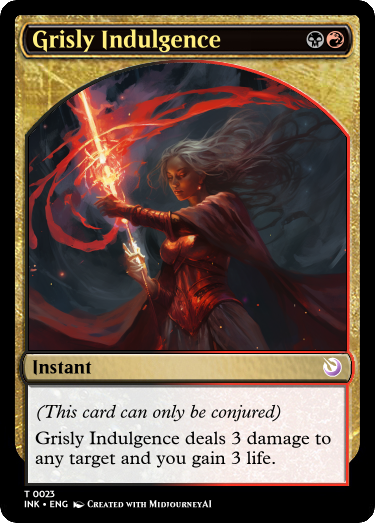 Grisly Indulgence
Instant
(This card can only be conjured)
Grisly Indulgence deals 3 damage to
any target and you gain 3 life.
T 0023
INK • ENG Created with MidjourneyAI